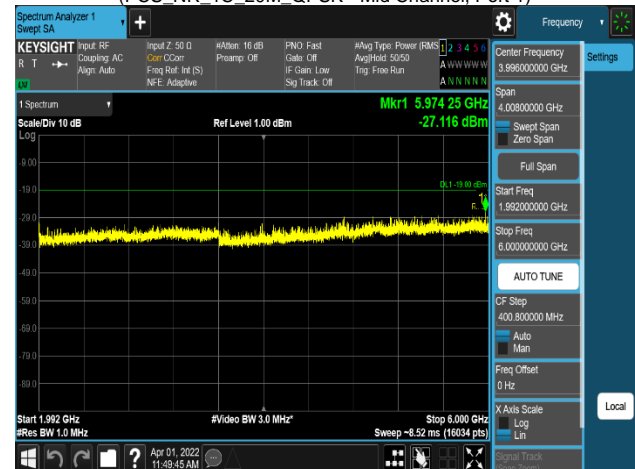 (PCS_NR_1C_20M_QPSK - Mid Channel, Port 1)
Spectrum Analyzer 1
Swept SA
+
Frequency
KEYSIGHT
R T
Input: RF
Coupling: AC
Align: Auto
Input Z: 50 Ω
Corr CCorr
Freq Ref: Int (S)
NFE: Adaptive
#Atten: 16 dB
Preamp: Off
PNO: Fast
Gate: Off
IF Gain: Low
Sig Track: Off
#Avg Type: Power (RMS
Avg|Hold: 50/50
Trig: Free Run
1 2 3 4 5 6
A W W W W W
A N N N N N
1 Spectrum
Scale/Div 10 dB
Log
Ref Level 1.00 dBm
Mkr1 5.974 25 GHz
-27.116 dBm
-9.00
-19.0
-29.0
-39.0
-49.0
-59.0
-69.0
-79.0
-89.0
DL1 -19.00 dBm
1
Start 1.992 GHz
#Res BW 1.0 MHz
#Video BW 3.0 MHz*
Stop 6.000 GHz
Sweep ~8.52 ms (16034 pts)
Apr 01, 2022
11:49:45 AM
?
Center Frequency
3.996000000 GHz
Span
4.00800000 GHz
Swept Span
Zero Span
Full Span
Start Freq
1.992000000 GHz
Stop Freq
6.000000000 GHz
AUTO TUNE
CF Step
400.800000 MHz
Auto
Man
Freq Offset
0 Hz
X Axis Scale
Log
Lin
Signal Track
Settings
Local